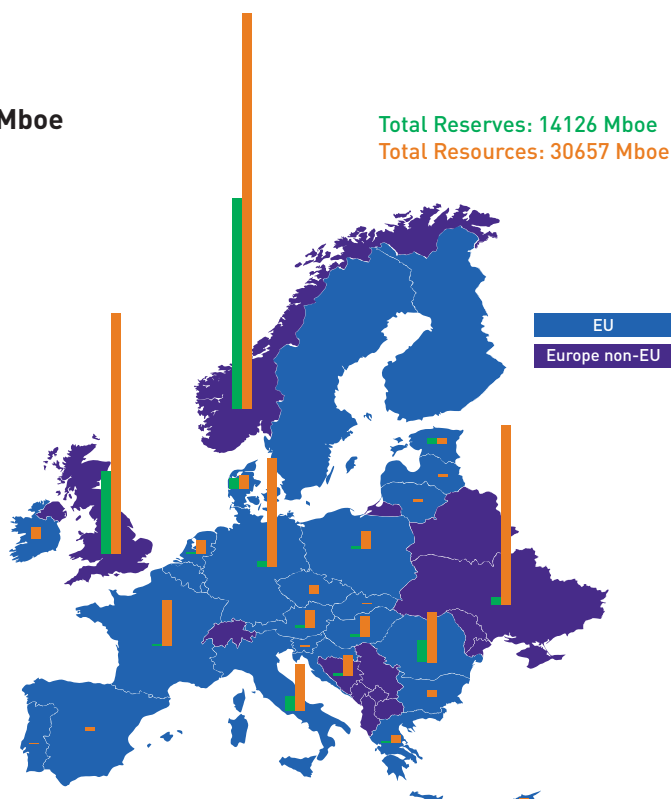 Mboe
Total Reserves: 14126 Mboe
Total Resources: 30657 Mboe
EU
Europe non-EU